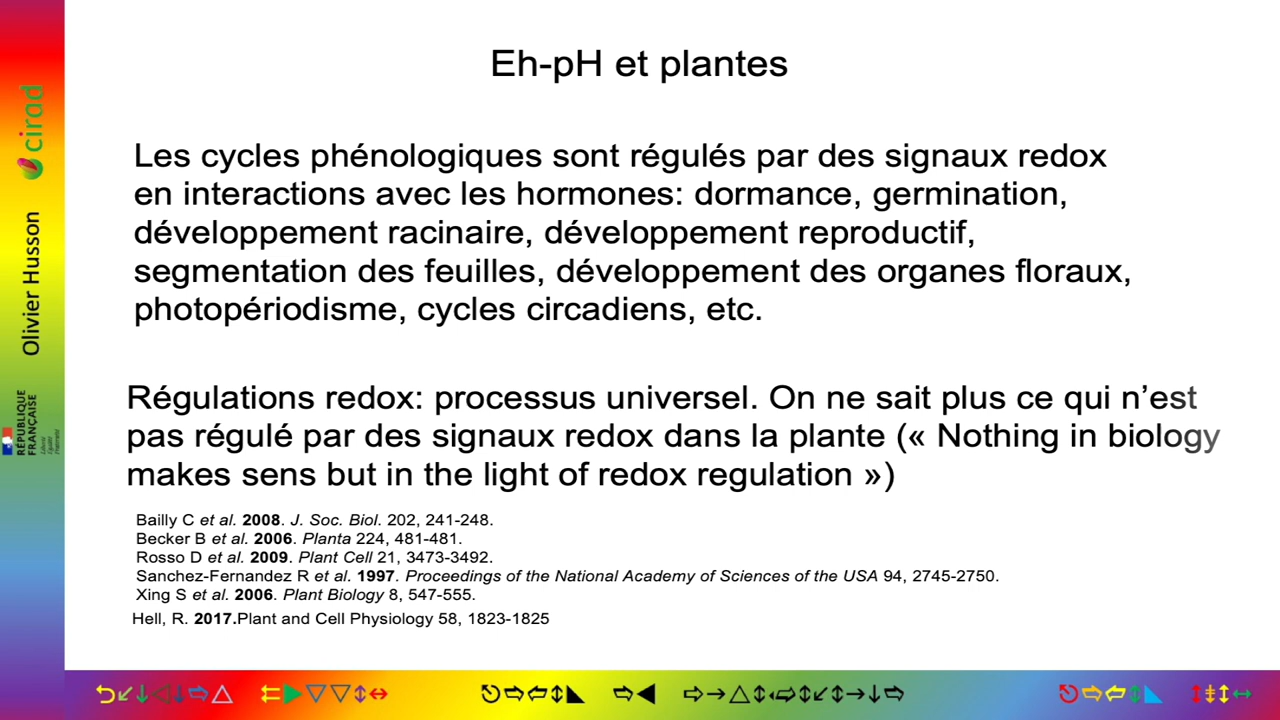 Eh-pH et plantes
Les cycles phénologiques sont régulés par des signaux redox
en interactions avec les hormones: dormance, germination,
développement racinaire, développement reproductif,
segmentation des feuilles, développement des organes floraux,
photopériodisme, cycles circadiens, etc.
Régulations redox: processus universel. On ne sait plus ce qui n’est
pas régulé par des signaux redox dans la plante (« Nothing in biology
makes sens but in the light of redox regulation »)
Bailly C et al. 2008. J. Soc. Biol. 202, 241-248.
Becker B et al. 2006. Planta 224, 481-481.
Rosso D et al. 2009. Plant Cell 21, 3473-3492.
Sanchez-Fernandez R et al. 1997. Proceedings of the National Academy of Sciences of the USA 94, 2745-2750.
Xing S et al. 2006. Plant Biology 8, 547-555.
Hell, R. 2017.Plant and Cell Physiology 58, 1823-1825
cirad
Olivier Husson
RÉPUBLIQUE
FRANÇAISE